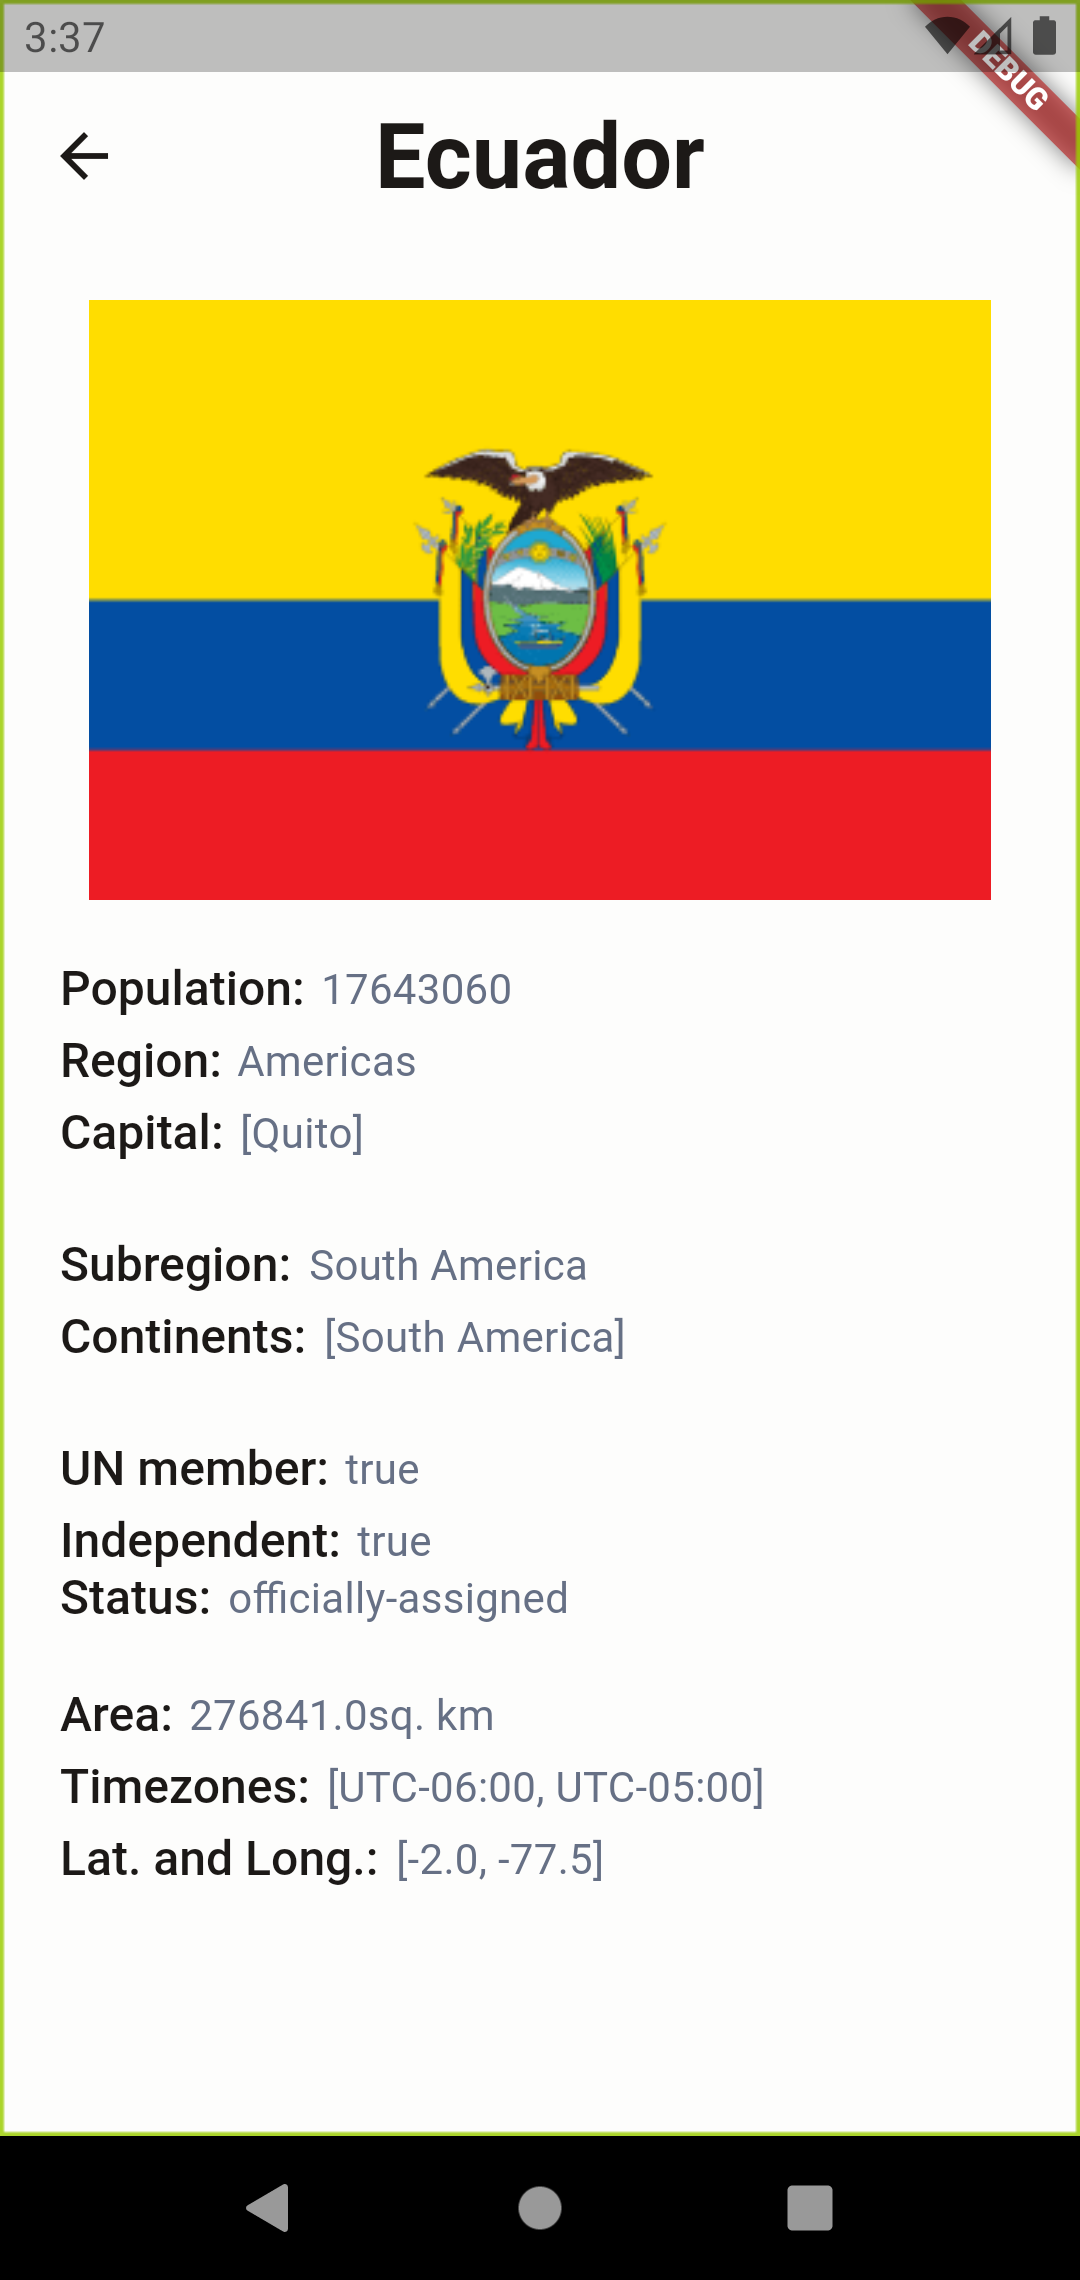 3:37
DEBUG
Ecuador
Population: 17643060
Region: Americas
Capital: [Quito]
Subregion: South America
Continents: [South America]
UN member: true
Independent: true
Status: officially-assigned
Area: 276841.0sq. km
Timezones: [UTC-06:00, UTC-05:00]
Lat. and Long.: [-2.0, -77.5]